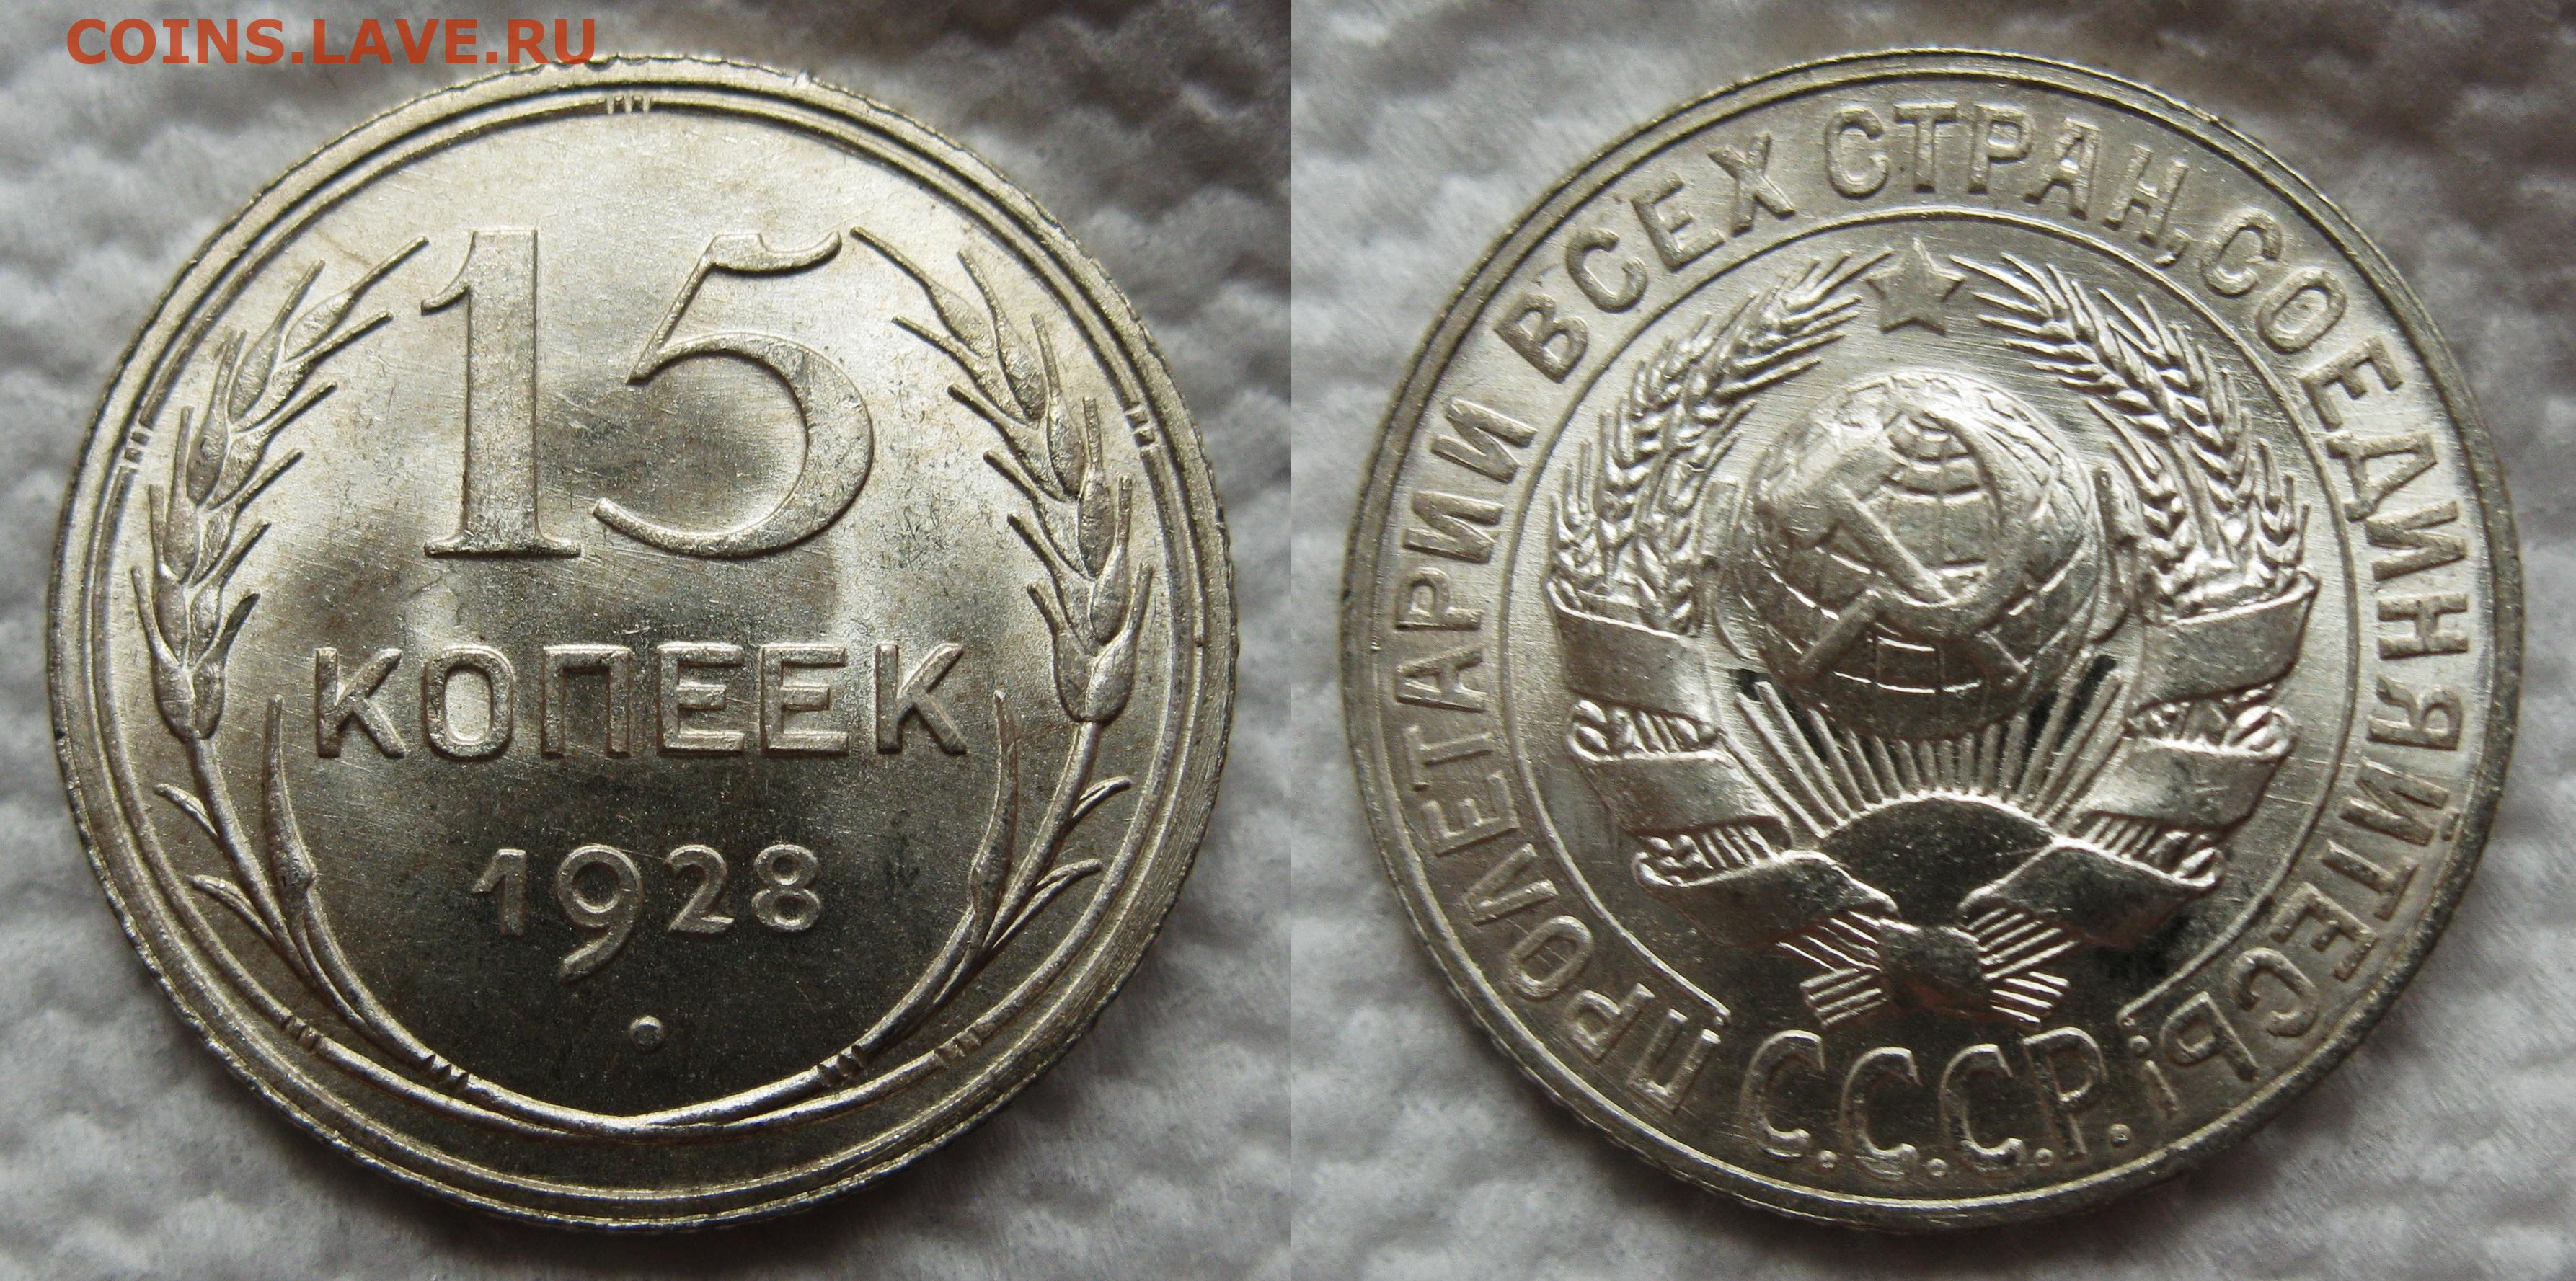 COINS.LAVE.RU
15
КОПЕЕК
1928
ПРОЛЕТАРИИ ВСЕХ СТРАН, СОЕДИНЯЙТЕСЬ!
С.С.С.Р.